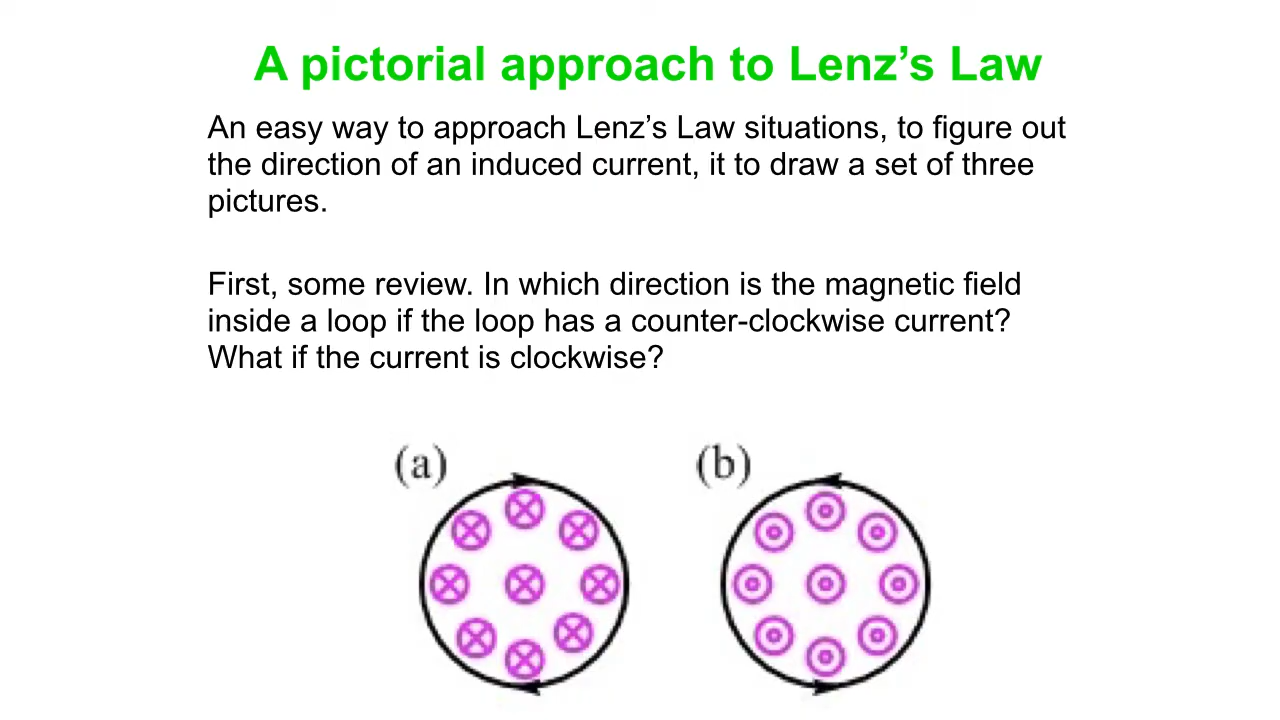 A pictorial approach to Lenz’s Law
An easy way to approach Lenz’s Law situations, to figure out
the direction of an induced current, it to draw a set of three
pictures.
First, some review. In which direction is the magnetic field
inside a loop if the loop has a counter-clockwise current?
What if the current is clockwise?
(a) (b)